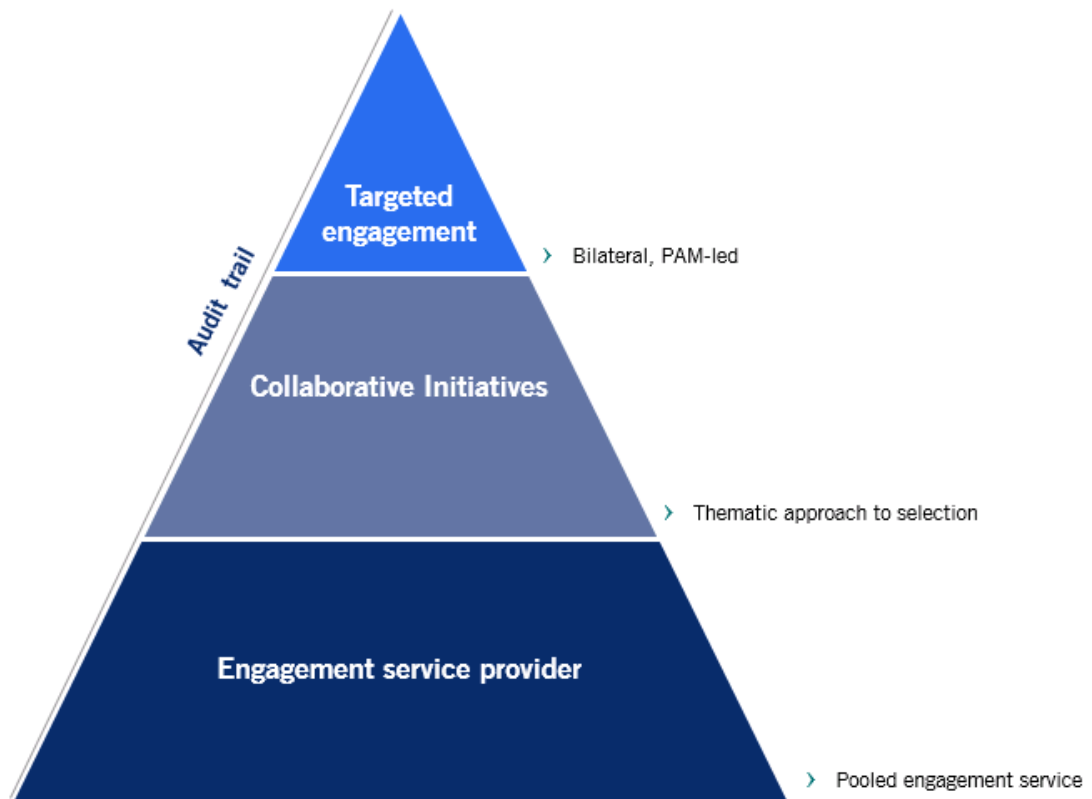 Targeted
engagement
Bilateral, PAM-led
Audit trail
Collaborative Initiatives
Thematic approach to selection
Engagement service provider
Pooled engagement service